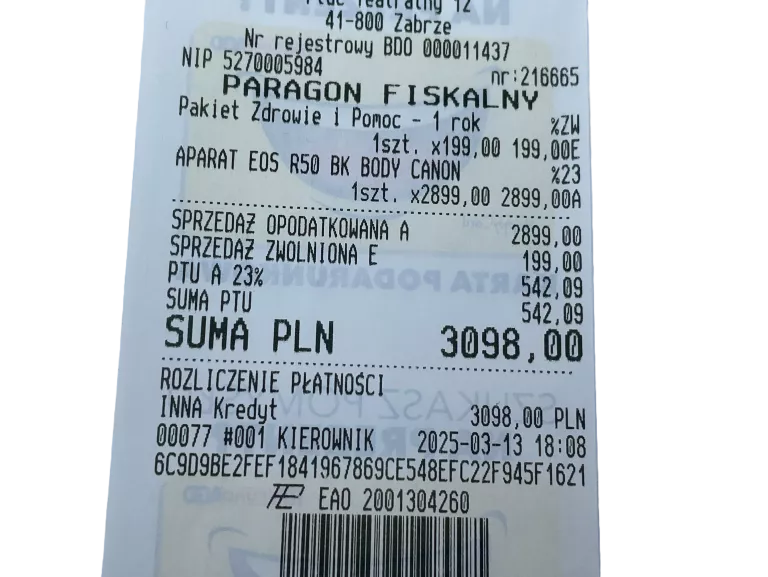 Plac Teatralny 12
41-800 Zabrze
Nr rejestrowy BDO 000011437
NIP 5270005984 nr:216665
PARAGON FISKALNY
Pakiet Zdrowie i Pomoc - 1 rok %ZW
1szt. x199,00 199,00E
APARAT EOS R50 BK BODY CANON %23
1szt. x2899,00 2899,00A
SPRZEDAŻ OPODATKOWANA A 2899,00
SPRZEDAŻ ZWOLNIONA E 199,00
PTU A 23% 542,09
SUMA PTU 542,09
SUMA PLN 3098,00
ROZLICZENIE PŁATNOŚCI
INNA Kredyt 3098,00 PLN
00077 #001 KIEROWNIK 2025-03-13 18:08
6C9D9BE2FEF1841967869CE548EFC22F945F1621
EAO 2001304260